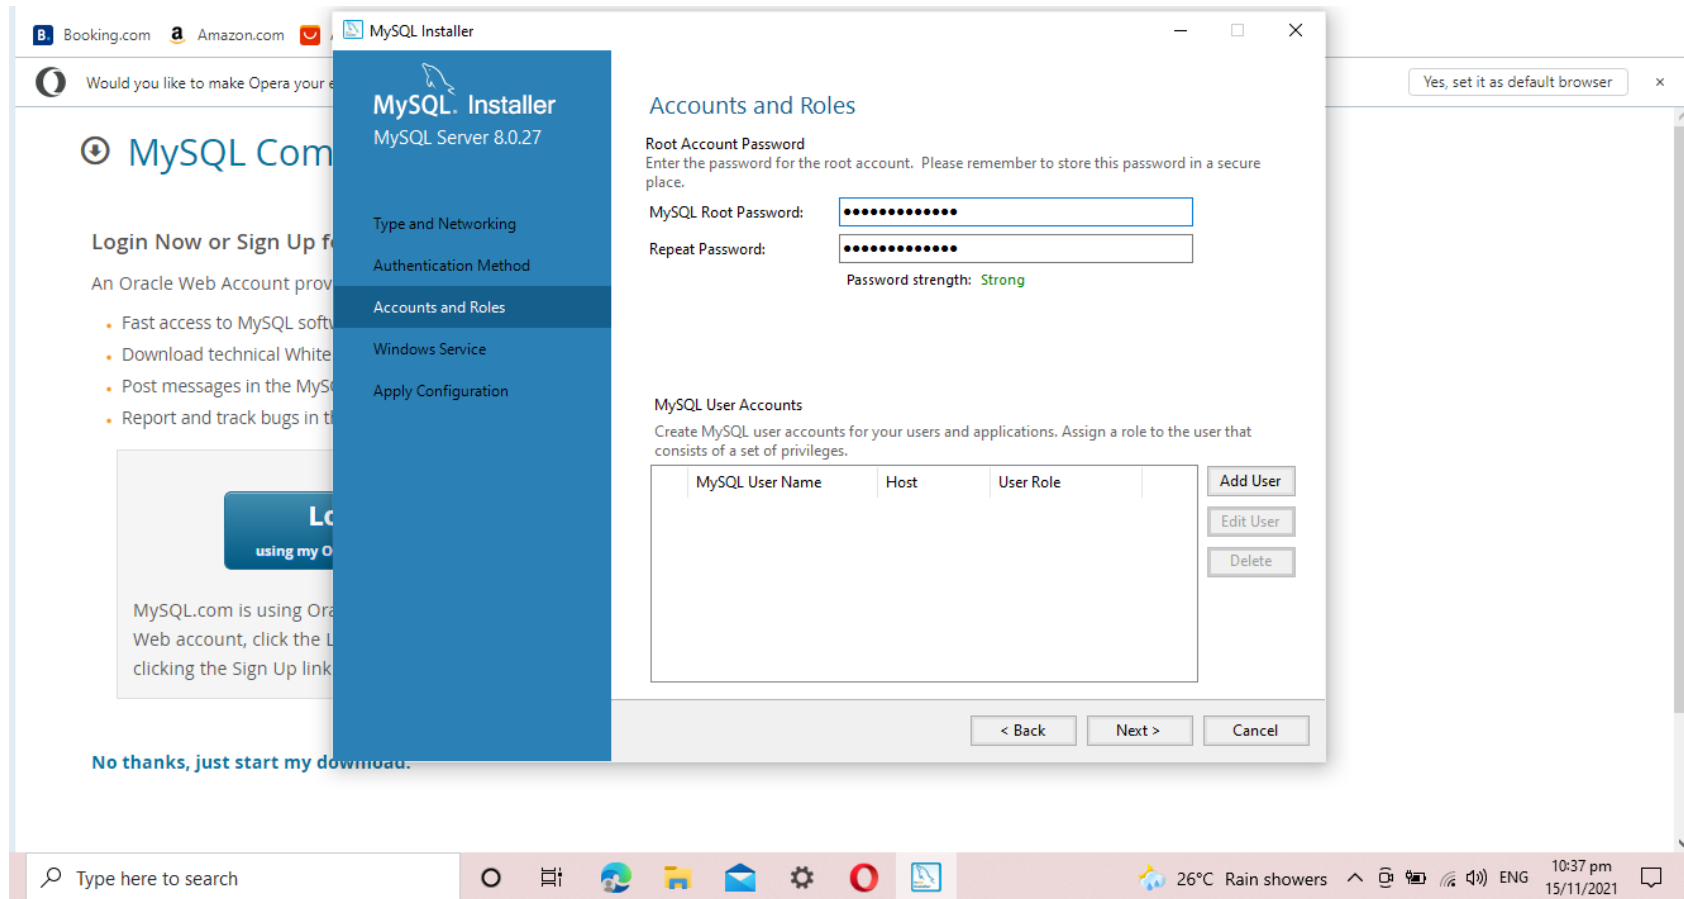 B. Booking.com a Amazon.com
MySQL Installer
Would you like to make Opera your
Yes, set it as default browser
MySQL. Installer
MySQL Server 8.0.27
Accounts and Roles
MySQL Com
Root Account Password
Enter the password for the root account. Please remember to store this password in a secure
place.
MySQL Root Password:
Repeat Password:
Password strength: Strong
Type and Networking
Authentication Method
Accounts and Roles
Windows Service
Apply Configuration
Login Now or Sign Up f
An Oracle Web Account prov
Fast access to MySQL soft
Download technical White
Post messages in the MyS
Report and track bugs in t
MySQL User Accounts
Create MySQL user accounts for your users and applications. Assign a role to the user that
consists of a set of privileges.
MySQL User Name Host User Role
Add User
Edit User
Delete
Lo
using my O
MySQL.com is using Ora
Web account, click the L
clicking the Sign Up link
< Back Next > Cancel
No thanks, just start my download.
Type here to search
26°C Rain showers
ENG
10:37 pm
15/11/2021